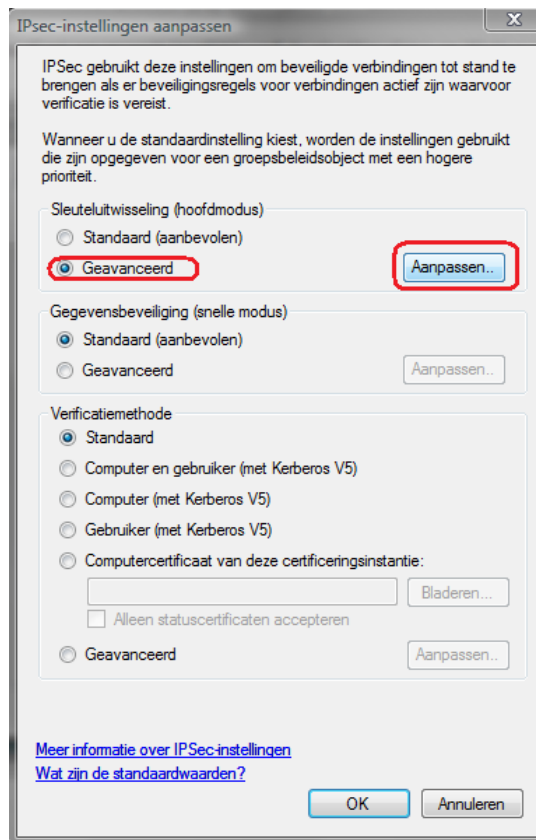 IPsec-instellingen aanpassen
IPSec gebruikt deze instellingen om beveiligde verbindingen tot stand te
brengen als er beveiligingsregels voor verbindingen actief zijn waarvoor
verificatie is vereist.
Wanneer u de standaardinstelling kiest, worden de instellingen gebruikt
die zijn opgegeven voor een groepsbeleidsobject met een hogere
prioriteit.
Sleuteluitwisseling (hoofdmodus)
Standaard (aanbevolen)
Geavanceerd
Aanpassen..
Gegevensbeveiliging (snelle modus)
Standaard (aanbevolen)
Geavanceerd
Aanpassen..
Verificatiemethode
Standaard
Computer en gebruiker (met Kerberos V5)
Computer (met Kerberos V5)
Gebruiker (met Kerberos V5)
Computercertificaat van deze certificeringsinstantie:
Bladeren...
Alleen statuscertificaten accepteren
Geavanceerd
Aanpassen..
Meer informatie over IPSec-instellingen
Wat zijn de standaardwaarden?
OK
Annuleren